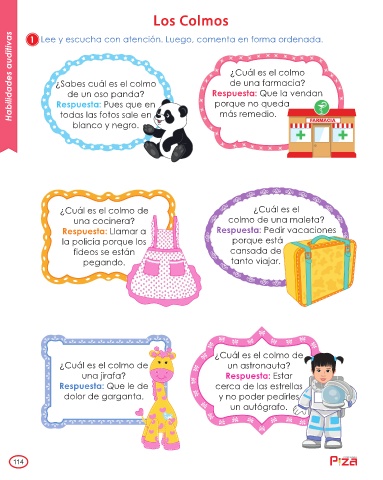 Los Colmos
Habilidades auditivas
1 Lee y escucha con atención. Luego, comenta en forma ordenada.
¿Sabes cuál es el colmo
de un oso panda?
Respuesta: Pues que en
todas las fotos sale en
blanco y negro.
¿Cuál es el colmo
de una farmacia?
Respuesta: Que la vendan
porque no queda
más remedio.
FARMACIA
¿Cuál es el colmo de
una cocinera?
Respuesta: Llamar a
la policía porque los
fideos se están
pegando.
¿Cuál es el
colmo de una maleta?
Respuesta: Pedir vacaciones
porque está
cansada de
tanto viajar.
¿Cuál es el colmo de
una jirafa?
Respuesta: Que le de
dolor de garganta.
¿Cuál es el colmo de
un astronauta?
Respuesta: Estar
cerca de las estrellas
y no poder pedirles
un autógrafo.
114